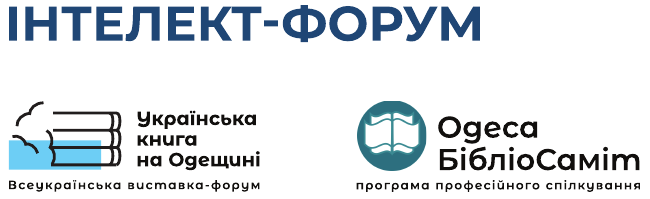 ІНТЕЛЕКТ-ФОРУМ
Українська
книга
на Одещині
Всеукраїнська виставка-форум
Одеса
БібліоСаміт
програма професійного спілкування